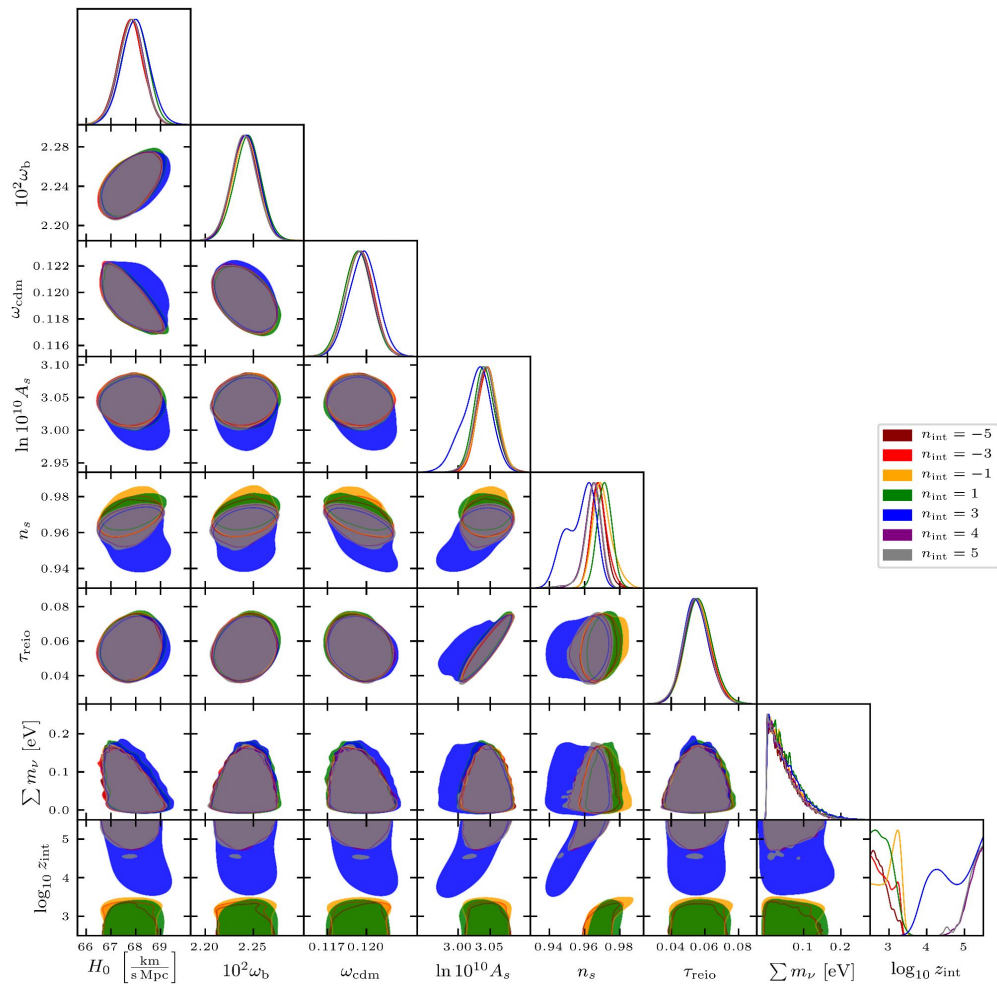 2.28
2.24
2.20
10²ω_b
0.122
0.120
0.118
0.116
ω_cdm
3.10
3.05
3.00
2.95
ln 10¹⁰ A_s
0.98
0.96
0.94
n_s
0.08
0.06
0.04
τ_reio
0.2
0.1
0.0
∑ m_ν [eV]
5
4
3
log₁₀ z_int
66 67 68 69
2.20 2.25
0.117 0.120
3.00 3.05
0.94 0.96 0.98
0.04 0.06 0.08
0.1
3 4 5
H₀ [km/s Mpc]
10²ω_b
ω_cdm
ln 10¹⁰ A_s
n_s
τ_reio
∑ m_ν [eV]
log₁₀ z_int
n_int = −5
n_int = −3
n_int = −1
n_int = 1
n_int = 3
n_int = 4
n_int = 5